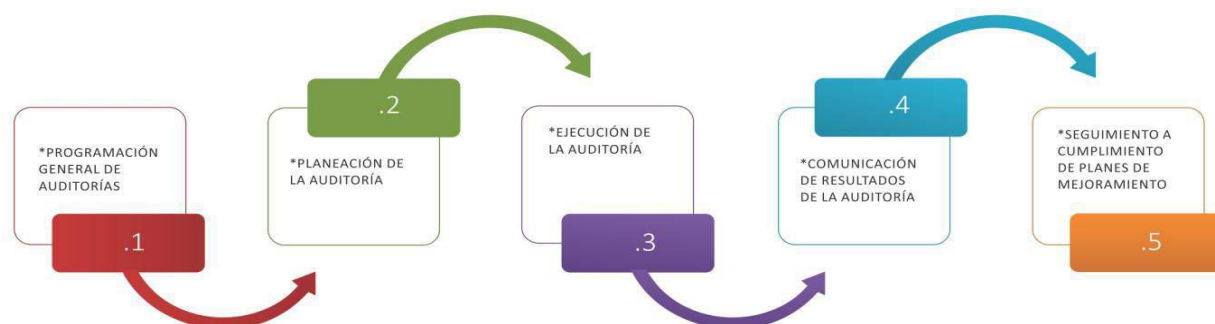 *PROGRAMACIÓN
GENERAL DE
AUDITORÍAS
.1
.2
*PLANEACIÓN DE
LA AUDITORÍA
*EJECUCIÓN DE
LA AUDITORÍA
.3
.4
*COMUNICACIÓN
DE RESULTADOS
DE LA AUDITORÍA
*SEGUIMIENTO A
CUMPLIMIENTO
DE PLANES DE
MEJORAMIENTO
.5